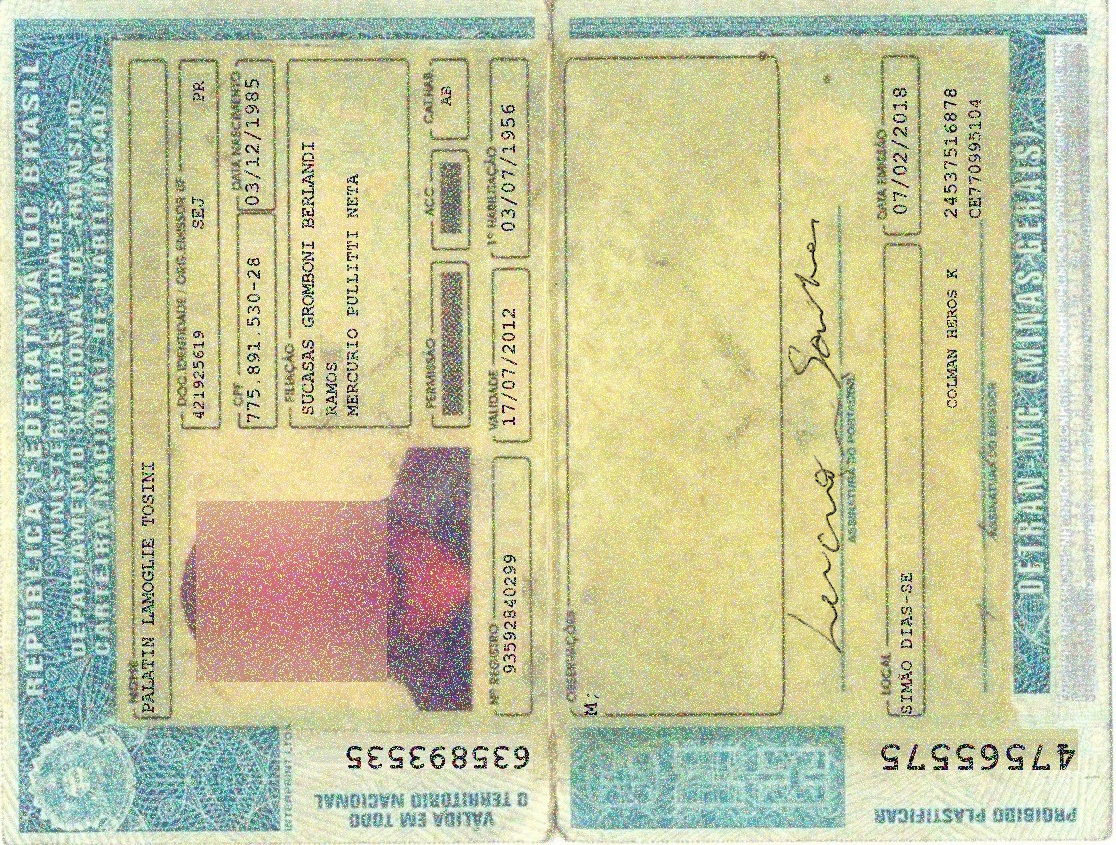 REPÚBLICA FEDERATIVA DO BRASIL
MINISTÉRIO DAS CIDADES
DEPARTAMENTO NACIONAL DE TRÂNSITO
CARTEIRA NACIONAL DE HABILITAÇÃO
NOME
PALATIN LAMOGLIE TOSINI
DOC. IDENTIDADE / ORG. EMISSOR / UF
421925619 SEJ PR
CPF DATA NASCIMENTO
775.891.530-28 03/12/1985
FILIAÇÃO
SUCASAS GROMBONI BERLANDI
RAMOS
MERCURIO PULLITTI NETA
PERMISSÃO ACC CAT.HAB.
AB
Nº REGISTRO VALIDADE 1ª HABILITAÇÃO
93592840299 17/07/2012 03/07/1956
VÁLIDA EM TODO
O TERRITÓRIO NACIONAL
635893535
OBSERVAÇÕES
M;
ASSINATURA DO PORTADOR
LOCAL DATA EMISSÃO
SIMÃO DIAS-SE 07/02/2018
COLMAN HEROS K
24537516878
CE770995104
ASSINATURA DO EMISSOR
DETRAN-MG (MINAS GERAIS)
PROIBIDO PLASTIFICAR
47565575